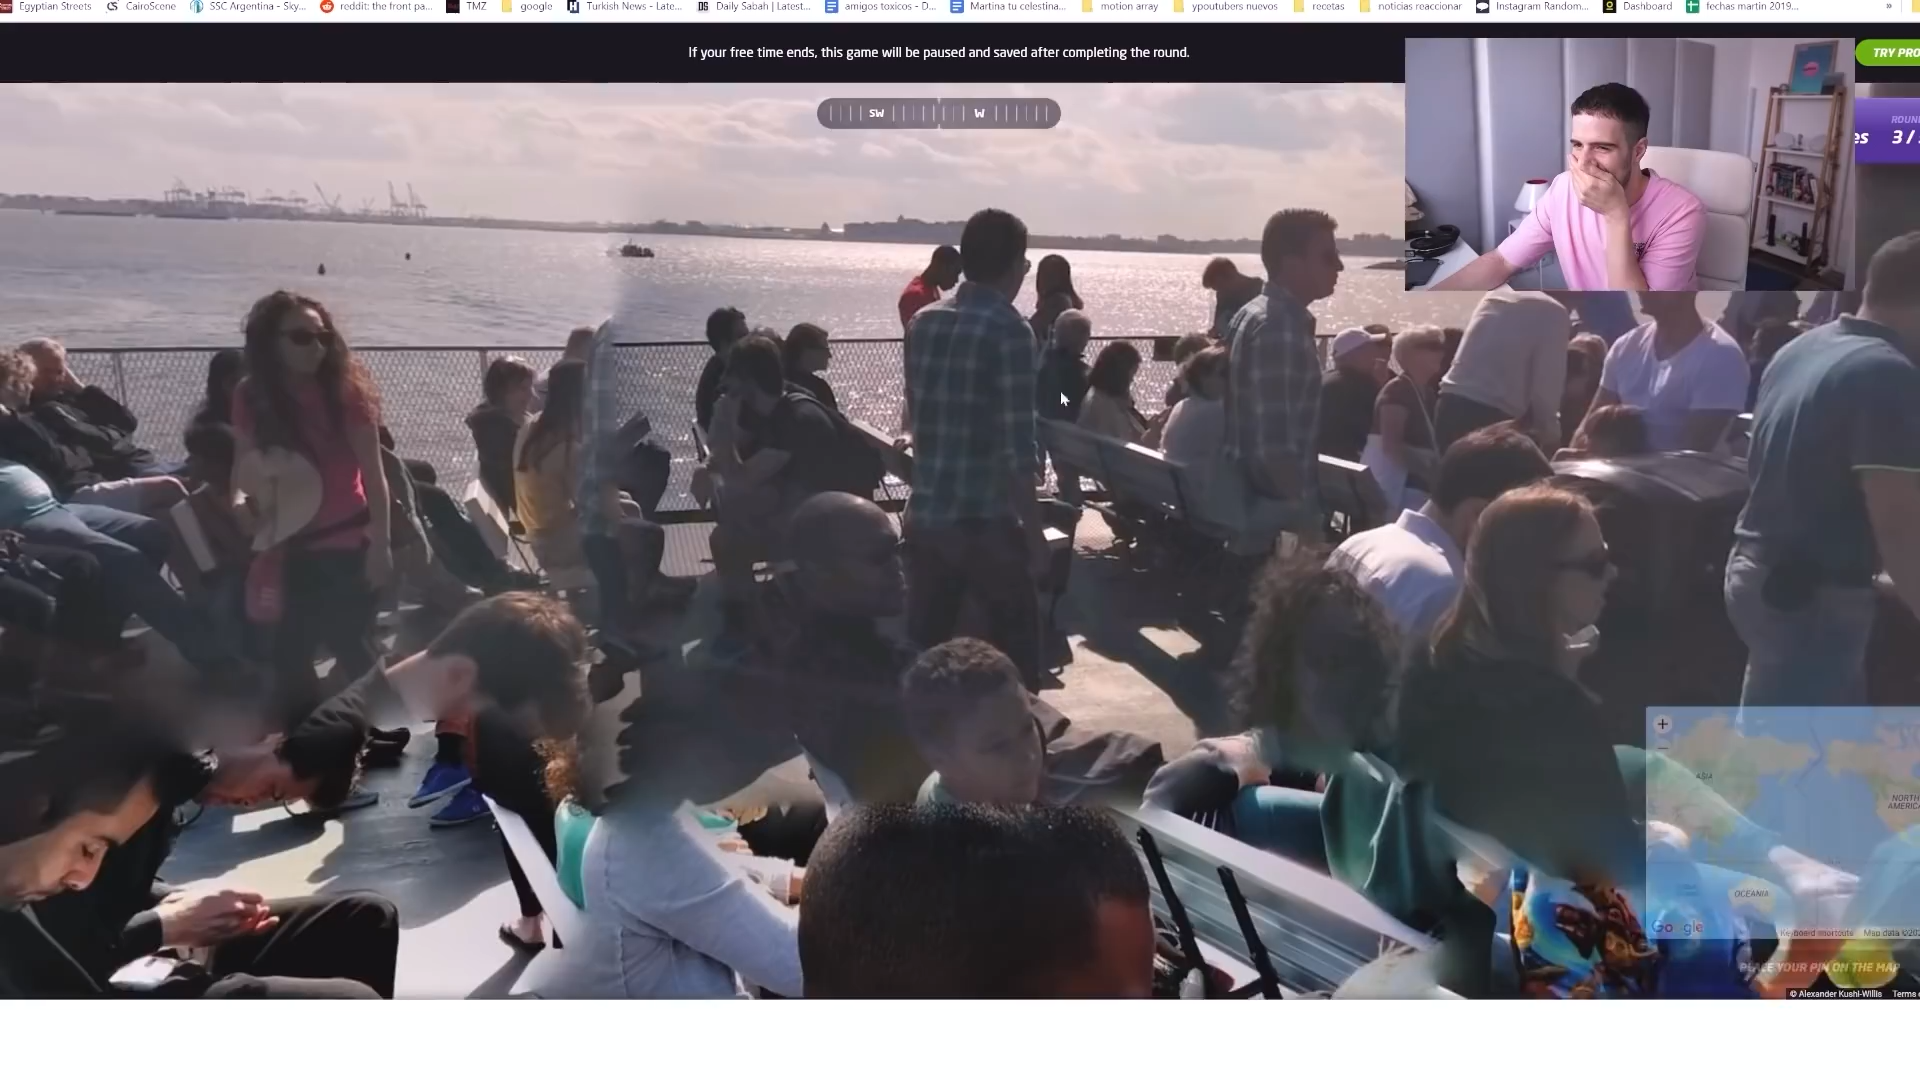 Egyptian Streets CairoScene SSC Argentina - Sky... reddit: the front pa... TMZ google Turkish News - Late... Daily Sabah | Latest... amigos toxicos - D... Martina tu celestina... motion array ypoutubers nuevos recetas noticias reaccionar Instagram Random... Dashboard fechas martin 2019... »
If your free time ends, this game will be paused and saved after completing the round.
TRY PRO
SW W
ROUN
es 3 /
+
ASIA
NORTH
AMERICA
OCEANIA
Google
Keyboard shortcuts Map data ©202
PLACE YOUR PIN ON THE MAP
© Alexander Kushl-Willis Terms